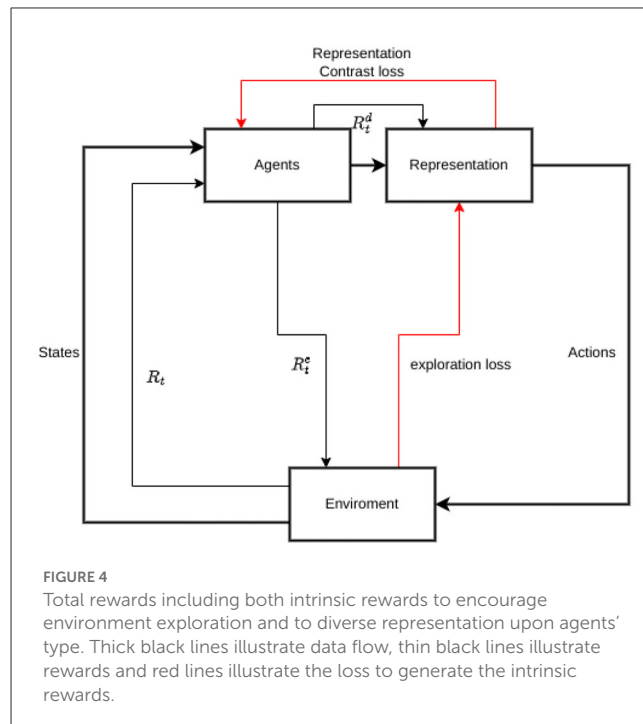 Representation
Contrast loss
R_t^d
Agents
Representation
States
R_t
R_t^e
exploration loss
Actions
Enviroment
FIGURE 4
Total rewards including both intrinsic rewards to encourage
environment exploration and to diverse representation upon agents'
type. Thick black lines illustrate data flow, thin black lines illustrate
rewards and red lines illustrate the loss to generate the intrinsic
rewards.